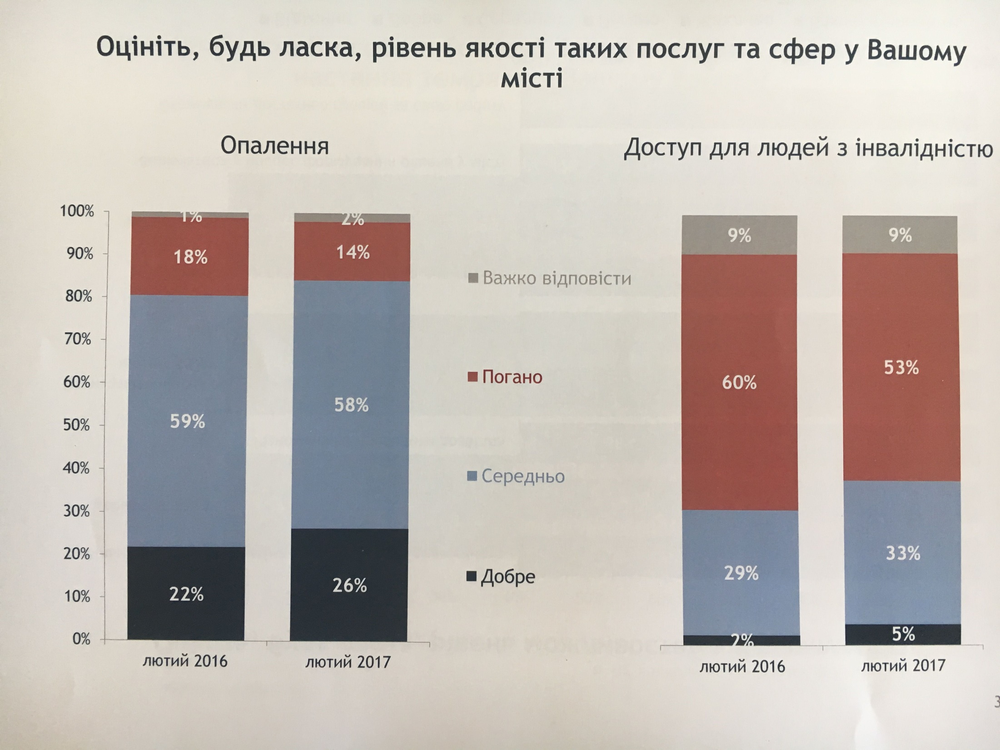 Оцініть, будь ласка, рівень якості таких послуг та сфер у Вашому
місті
Опалення
100%
90%
80%
70%
60%
50%
40%
30%
20%
10%
0%
1%
18%
59%
22%
2%
14%
58%
26%
лютий 2016
лютий 2017
Важко відповісти
Погано
Середньо
Добре
Доступ для людей з інвалідністю
9%
60%
29%
2%
9%
53%
33%
5%
лютий 2016
лютий 2017